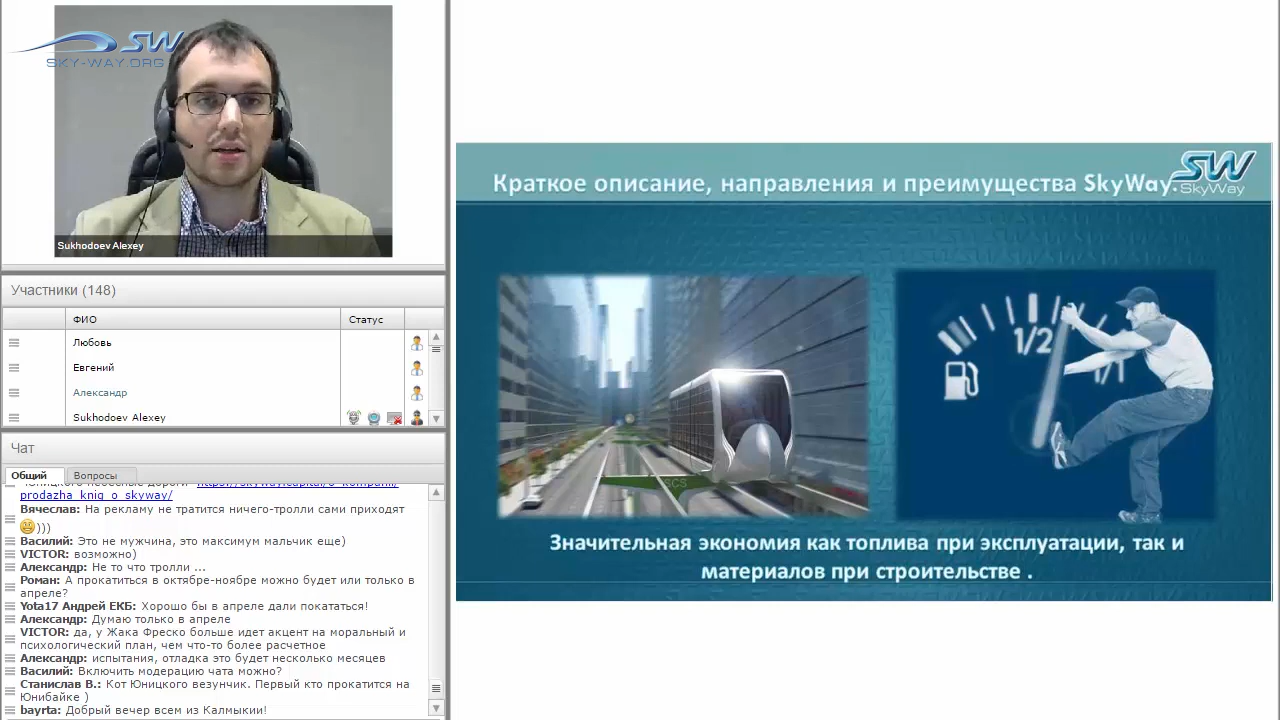 SW
SKY-WAY.ORG
Sukhodoev Alexey
Участники (148)
ФИО
Статус
Любовь
Евгений
Александр
Sukhodoev Alexey
Чат
Общий
Вопросы
prodazha_knig_o_skyway/
Вячеслав: На рекламу не тратится ничего-тролли сами приходят
)))
Василий: Это не мужчина, это максимум мальчик еще)
VICTOR: возможно)
Александр: Не то что тролли ...
Роман: А прокатиться в октябре-ноябре можно будет или только в
апреле?
Yota17 Андрей ЕКБ: Хорошо бы в апреле дали покататься!
Александр: Думаю только в апреле
VICTOR: да, у Жака Фреско больше идет акцент на моральный и
психологический план, чем что-то более расчетное
Александр: испытания, отладка это будет несколько месяцев
Василий: Включить модерацию чата можно?
Станислав В.: Кот Юницкого везунчик. Первый кто прокатится на
Юнибайке )
bayrta: Добрый вечер всем из Калмыкии!
Краткое описание, направления и преимущества SkyWay.
SW
SkyWay
SCS
1/2
1/1
Значительная экономия как топлива при эксплуатации, так и
материалов при строительстве .